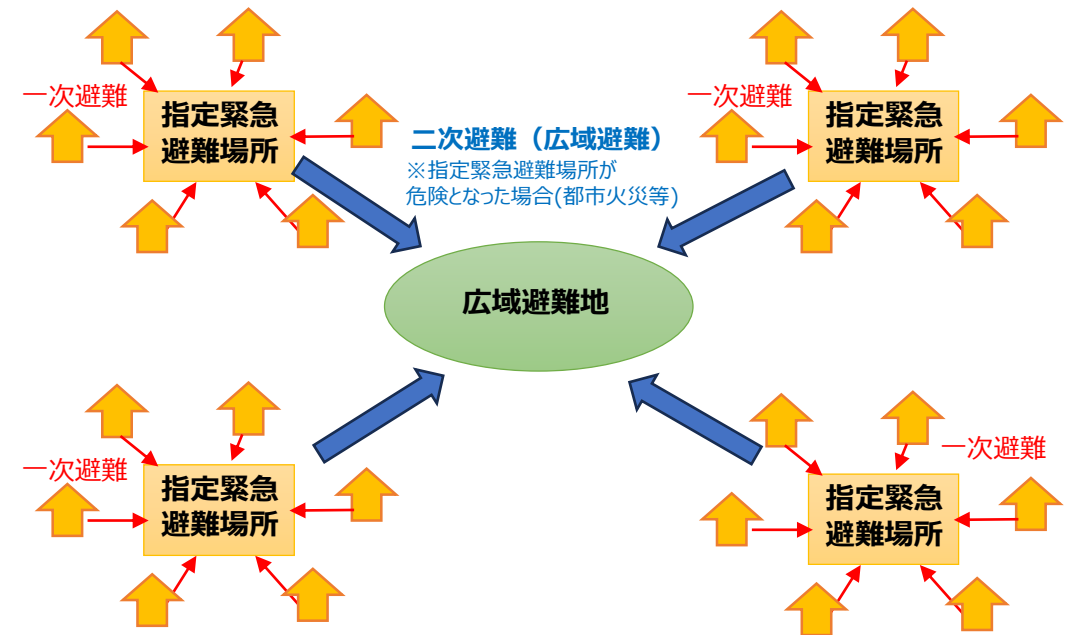 一次避難
指定緊急
避難場所
二次避難（広域避難）
※指定緊急避難場所が
危険となった場合(都市火災等)
一次避難
指定緊急
避難場所
広域避難地
一次避難
指定緊急
避難場所
一次避難
指定緊急
避難場所